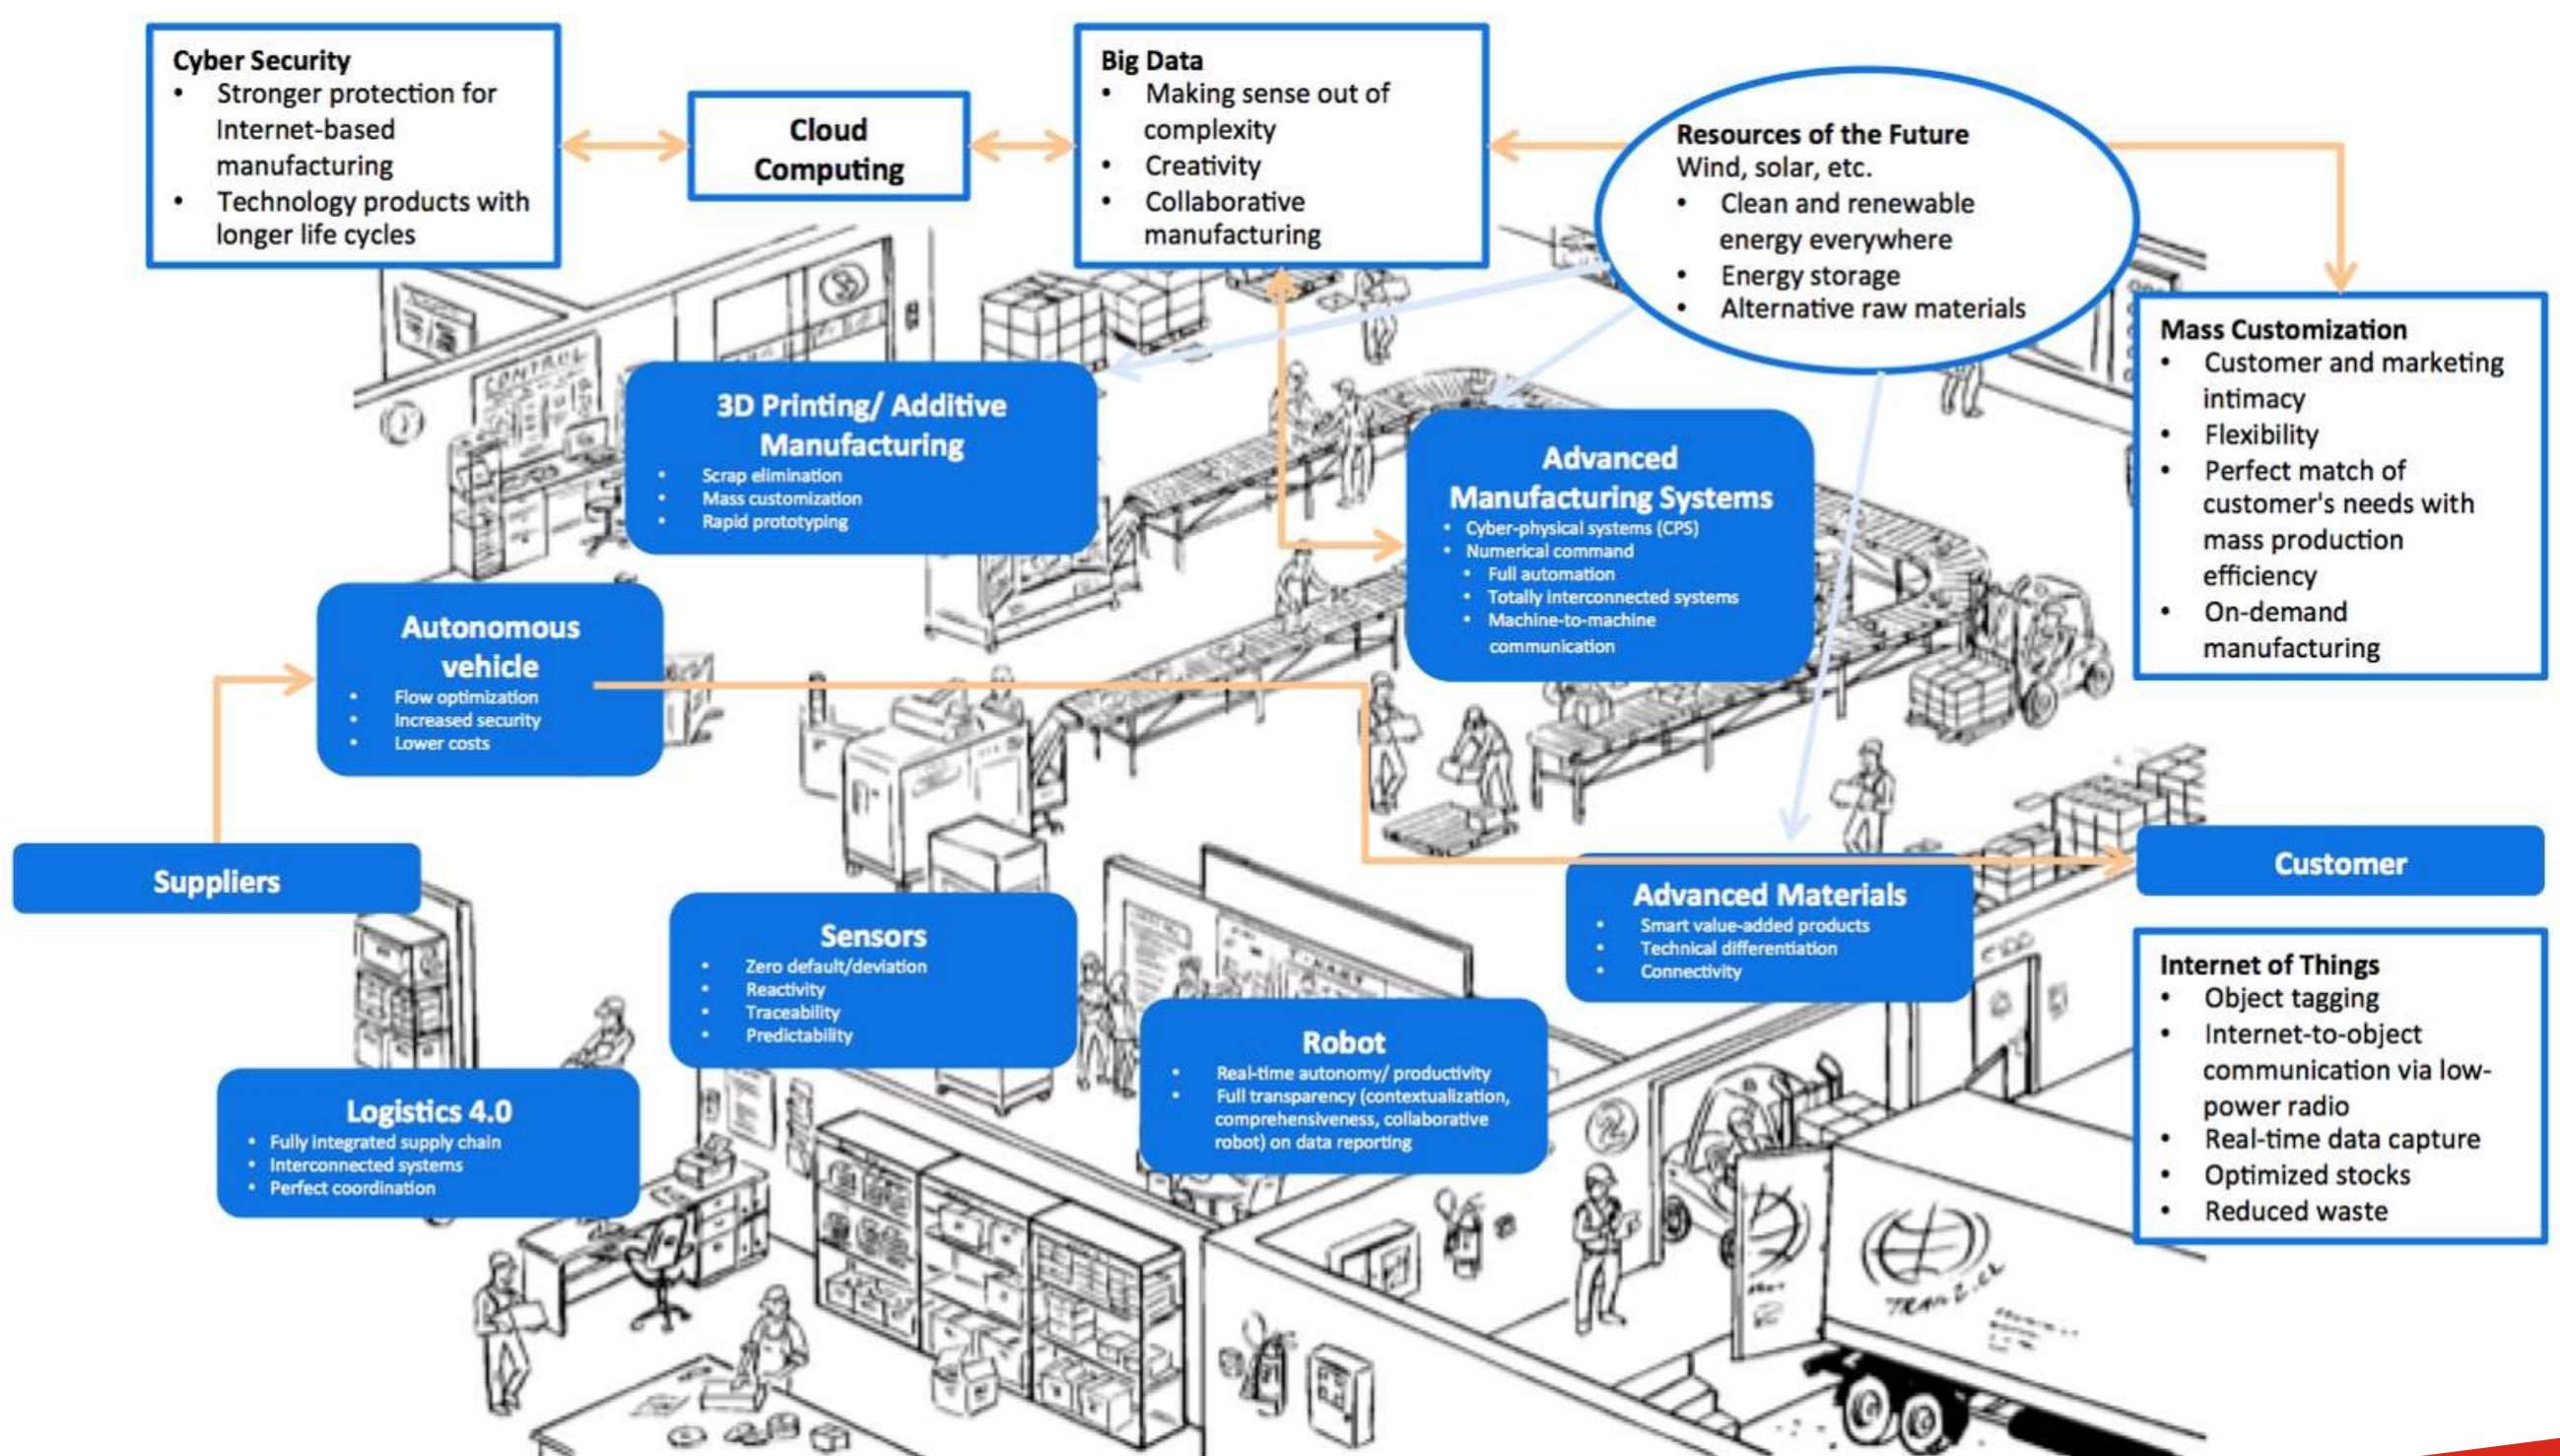 Cyber Security
• Stronger protection for
Internet-based
manufacturing
• Technology products with
longer life cycles
Cloud
Computing
Big Data
• Making sense out of
complexity
• Creativity
• Collaborative
manufacturing
Resources of the Future
Wind, solar, etc.
• Clean and renewable
energy everywhere
• Energy storage
• Alternative raw materials
Mass Customization
• Customer and marketing
intimacy
• Flexibility
• Perfect match of
customer's needs with
mass production
efficiency
• On-demand
manufacturing
CONTROL
3D Printing/ Additive
Manufacturing
• Scrap elimination
• Mass customization
• Rapid prototyping
Advanced
Manufacturing Systems
• Cyber-physical systems (CPS)
• Numerical command
• Full automation
• Totally interconnected systems
• Machine-to-machine
communication
Autonomous
vehicle
• Flow optimization
• Increased security
• Lower costs
Suppliers
Customer
Sensors
• Zero default/deviation
• Reactivity
• Traceability
• Predictability
Advanced Materials
• Smart value-added products
• Technical differentiation
• Connectivity
Robot
• Real-time autonomy/ productivity
• Full transparency (contextualization,
comprehensiveness, collaborative
robot) on data reporting
Logistics 4.0
• Fully integrated supply chain
• Interconnected systems
• Perfect coordination
Internet of Things
• Object tagging
• Internet-to-object
communication via low-
power radio
• Real-time data capture
• Optimized stocks
• Reduced waste
3
2